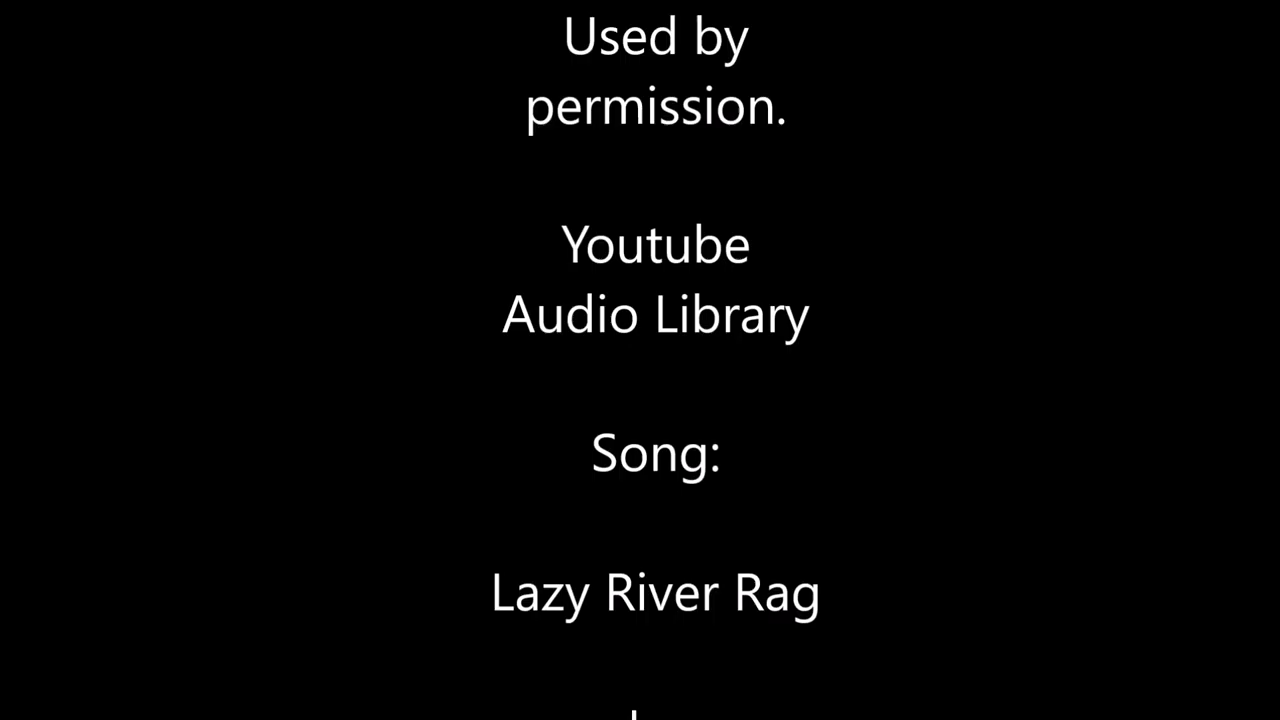 Used by
permission.
Youtube
Audio Library
Song:
Lazy River Rag